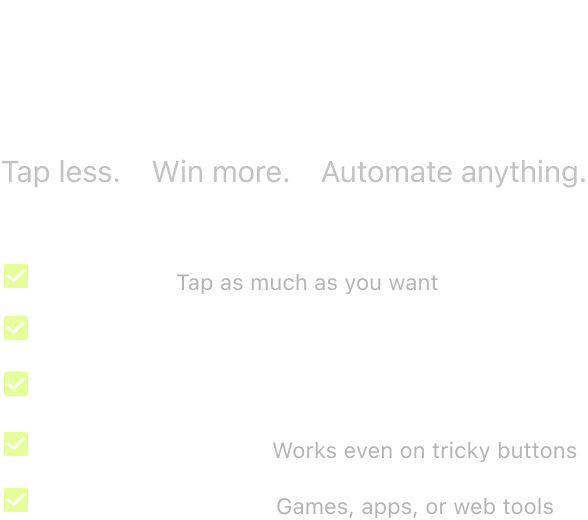 Tap less. Win more. Automate anything.
Tap as much as you want
Works even on tricky buttons
Games, apps, or web tools